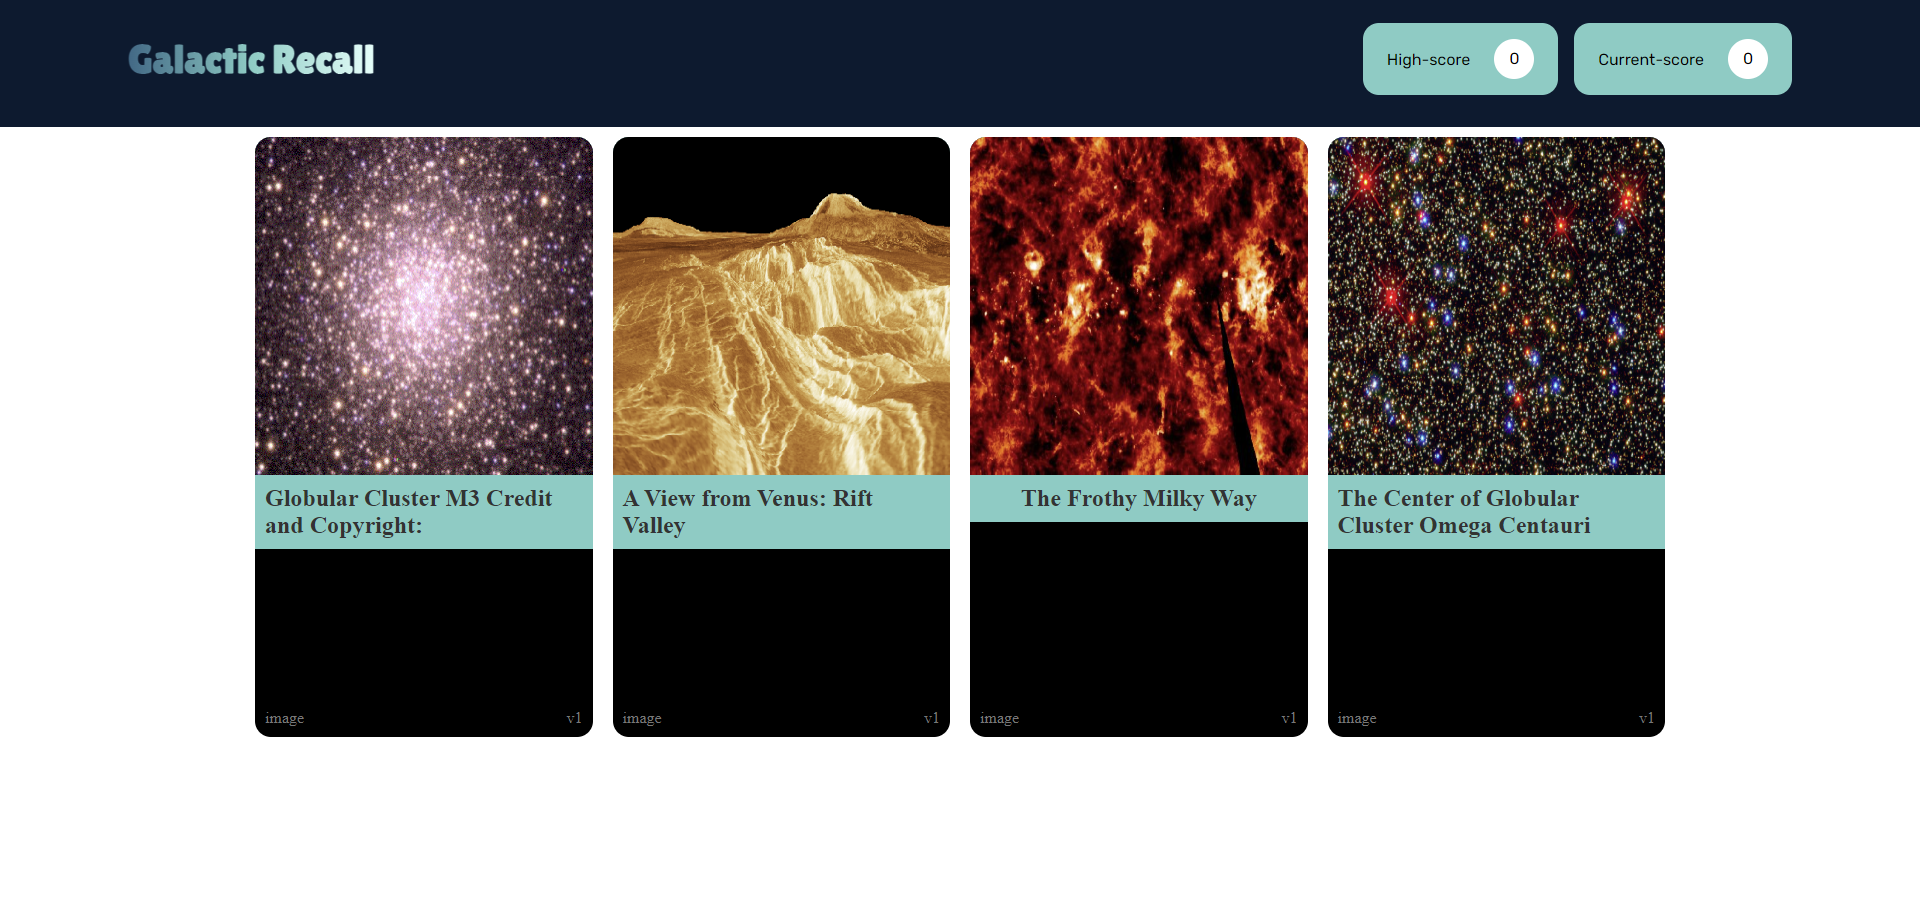 Galactic Recall
High-score 0
Current-score 0
Globular Cluster M3 Credit
and Copyright:
image v1
A View from Venus: Rift
Valley
image v1
The Frothy Milky Way
image v1
The Center of Globular
Cluster Omega Centauri
image v1